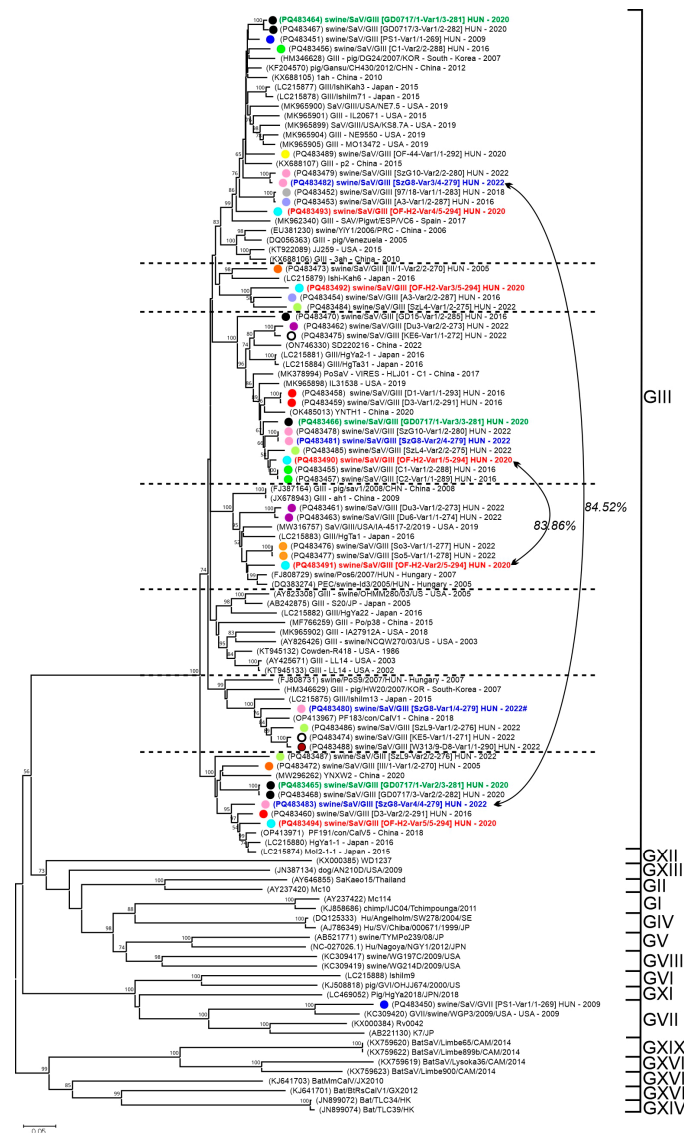 (PQ483464) swine/SaV/GIII [GD0717/1-Var1/3-281] HUN - 2020
(PQ483467) swine/SaV/GIII [GD0717/3-Var1/2-282] HUN - 2020
(PQ483451) swine/SaV/GIII [PS1-Var1/1-269] HUN - 2009
(PQ483456) swine/SaV/GIII [C1-Var2/2-288] HUN - 2016
(HM346628) GIII - pig/DG24/2007/KOR - South - Korea - 2007
(KF204570) pig/Gansu/CH430/2012/CHN - China - 2012
(KX688105) 1ah - China - 2010
(LC215877) GIII/IshiKah3 - Japan - 2015
(LC215878) GIII/Ishilm71 - Japan - 2015
(MK965900) SaV/GIII/USA/NE7.5 - USA - 2019
(MK965901) GIII - IL20671 - USA - 2015
(MK965899) SaV/GIII/USA/KS8.7A - USA - 2019
(MK965904) GIII - NE9550 - USA - 2019
(MK965905) GIII - MO13472 - USA - 2019
(PQ483489) swine/SaV/GIII [OF-44-Var1/1-292] HUN - 2020
(KX688107) GIII - p2 - China - 2015
(PQ483479) swine/SaV/GIII [SzG10-Var2/2-280] HUN - 2022
(PQ483482) swine/SaV/GIII [SzG8-Var3/4-279] HUN - 2022
(PQ483452) swine/SaV/GIII [97/18-Var1/1-283] HUN - 2018
(PQ483453) swine/SaV/GIII [A3-Var1/2-287] HUN - 2016
(PQ483493) swine/SaV/GIII [OF-H2-Var4/5-294] HUN - 2020
(MK962340) GIII - SAV/Pigwt/ESP/VC6 - Spain - 2017
(EU381230) swine/YiY1/2006/PRC - China - 2006
(DQ056363) GIII - pig/Venezuela - 2005
(KT922089) JJ259 - USA - 2015
(KX688106) GIII - 3ah - China - 2010
(PQ483473) swine/SaV/GIII [III/1-Var2/2-270] HUN - 2005
(LC215879) Ishi-Kah6 - Japan - 2016
(PQ483492) swine/SaV/GIII [OF-H2-Var3/5-294] HUN - 2020
(PQ483454) swine/SaV/GIII [A3-Var2/2-287] HUN - 2016
(PQ483484) swine/SaV/GIII [SzL4-Var1/2-275] HUN - 2022
(PQ483470) swine/SaV/GIII [GD15-Var1/2-285] HUN - 2016
(PQ483462) swine/SaV/GIII [Du3-Var2/2-273] HUN - 2022
(PQ483475) swine/SaV/GIII [KE6-Var1/1-272] HUN - 2022
(ON746330) SD220216 - China - 2022
(LC215881) GIII/HgYa2-1 - Japan - 2016
(LC215884) GIII/HgTa31 - Japan - 2016
(MK378994) PoSaV - VIRES - HLJ01 - C1 - China - 2017
(MK965898) IL31538 - USA - 2019
(PQ483458) swine/SaV/GIII [D1-Var1/1-293] HUN - 2016
(PQ483459) swine/SaV/GIII [D3-Var1/2-291] HUN - 2016
(OK485013) YNTH1 - China - 2020
(PQ483466) swine/SaV/GIII [GD0717/1-Var3/3-281] HUN - 2020
(PQ483478) swine/SaV/GIII [SzG10-Var1/2-280] HUN - 2022
(PQ483481) swine/SaV/GIII [SzG8-Var2/4-279] HUN - 2022
(PQ483485) swine/SaV/GIII [SzL4-Var2/2-275] HUN - 2022
(PQ483490) swine/SaV/GIII [OF-H2-Var1/5-294] HUN - 2020
(PQ483455) swine/SaV/GIII [C1-Var1/2-288] HUN - 2016
(PQ483457) swine/SaV/GIII [C2-Var1/1-289] HUN - 2016
(FJ387164) GIII - pig/sav1/2008/CHN - China - 2008
(JX678943) GIII - ah1 - China - 2009
(PQ483461) swine/SaV/GIII [Du3-Var1/2-273] HUN - 2022
(PQ483463) swine/SaV/GIII [Du6-Var1/1-274] HUN - 2022
(MW316757) SaV/GIII/USA/IA-4517-2/2019 - USA - 2019
(LC215883) GIII/HgTa1 - Japan - 2016
(PQ483476) swine/SaV/GIII [So3-Var1/1-277] HUN - 2022
(PQ483477) swine/SaV/GIII [So5-Var1/1-278] HUN - 2022
(PQ483491) swine/SaV/GIII [OF-H2-Var2/5-294] HUN - 2020
(FJ808729) swine/Pos6/2007/HUN - Hungary - 2007
(DQ383274) PEC/swine-Id3/2005/HUN - Hungary - 2005
(AY823308) GIII - swine/OHMM280/03/US - USA - 2005
(AB242875) GIII - S20/JP - Japan - 2005
(LC215882) GIII/HgYa22 - Japan - 2016
(MF766259) GIII - Po/p38 - China - 2015
(MK965902) GIII - IA27912A - USA - 2018
(AY826426) GIII - swine/NCQW270/03/US - USA - 2003
(KT945132) Cowden-R418 - USA - 1986
(AY425671) GIII - LL14 - USA - 2003
(KT945133) GIII - LL14 - USA - 2002
(FJ808731) swine/PoS9/2007/HUN - Hungary - 2007
(HM346629) GIII - pig/HW20/2007/KOR - South-Korea - 2007
(LC215875) GIII/Ishilm13 - Japan - 2015
(PQ483480) swine/SaV/GIII [SzG8-Var1/4-279] HUN - 2022#
(OP413967) PF183/con/CalV1 - China - 2018
(PQ483486) swine/SaV/GIII [SzL9-Var1/2-276] HUN - 2022
(PQ483474) swine/SaV/GIII [KE5-Var1/1-271] HUN - 2022
(PQ483488) swine/SaV/GIII [W313/9-D8-Var1/1-290] HUN - 2022
(PQ483487) swine/SaV/GIII [SzL9-Var2/2-276] HUN - 2022
(PQ483472) swine/SaV/GIII [III/1-Var1/2-270] HUN - 2005
(MW296262) YNXW2 - China - 2020
(PQ483465) swine/SaV/GIII [GD0717/1-Var2/3-281] HUN - 2020
(PQ483468) swine/SaV/GIII [GD0717/3-Var2/2-282] HUN - 2020
(PQ483483) swine/SaV/GIII [SzG8-Var4/4-279] HUN - 2022
(PQ483460) swine/SaV/GIII [D3-Var2/2-291] HUN - 2016
(PQ483494) swine/SaV/GIII [OF-H2-Var5/5-294] HUN - 2020
(OP413971) PF191/con/CalV5 - China - 2018
(LC215880) HgYa1-1 - Japan - 2016
(LC215874) Moi2-1-1 - Japan - 2015
(KX000385) WD1237
(JN387134) dog/AN210D/USA/2009
(AY646855) SaKaeo15/Thailand
(AY237420) Mc10
(AY237422) Mc114
(KJ858686) chimp/IJC04/Tchimpounga/2011
(DQ125333) Hu/Angelholm/SW278/2004/SE
(AJ786349) Hu/SV/Chiba/000671/1999/JP
(AB521771) swine/TYMPo239/08/JP
(NC-027026.1) Hu/Nagoya/NGY1/2012/JPN
(KC309417) swine/WG197C/2009/USA
(KC309419) swine/WG214D/2009/USA
(LC215888) Ishilm9
(KJ508818) pig/GVI/OHJJ674/2000/US
(LC469052) Pig/HgYa2018/JPN/2018
(PQ483450) swine/SaV/GVII [PS1-Var1/1-269] HUN - 2009
(KC309420) GVII/swine/WGP3/2009/USA - USA - 2009
(KX000384) Rv0042
(AB221130) K7/JP
(KX759620) BatSaV/Limbe65/CAM/2014
(KX759622) BatSaV/Limbe899b/CAM/2014
(KX759619) BatSaV/Lysoka36/CAM/2014
(KX759623) BatSaV/Limbe900/CAM/2014
(KJ641703) BatMmCalV/JX2010
(KJ641701) Bat/BtRsCalV1/GX2012
(JN899072) Bat/TLC34/HK
(JN899074) Bat/TLC39/HK
84.52%
83.86%
GIII
GXII
GXIII
GII
GI
GIV
GV
GVIII
GVI
GXI
GVII
GXIX
GXVI
GXVI
GXVI
GXIV
0.05